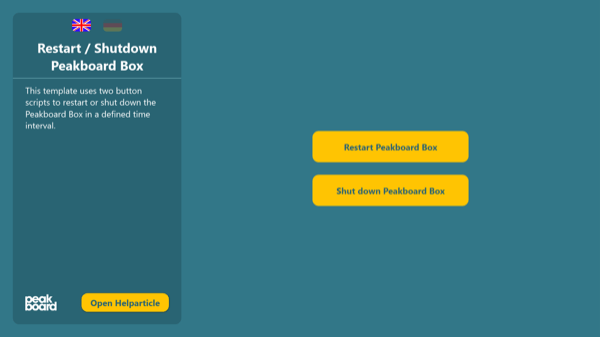 Restart / Shutdown
Peakboard Box
This template uses two button
scripts to restart or shut down the
Peakboard Box in a defined time
interval.
Restart Peakboard Box
Shut down Peakboard Box
peak
board
Open Helparticle